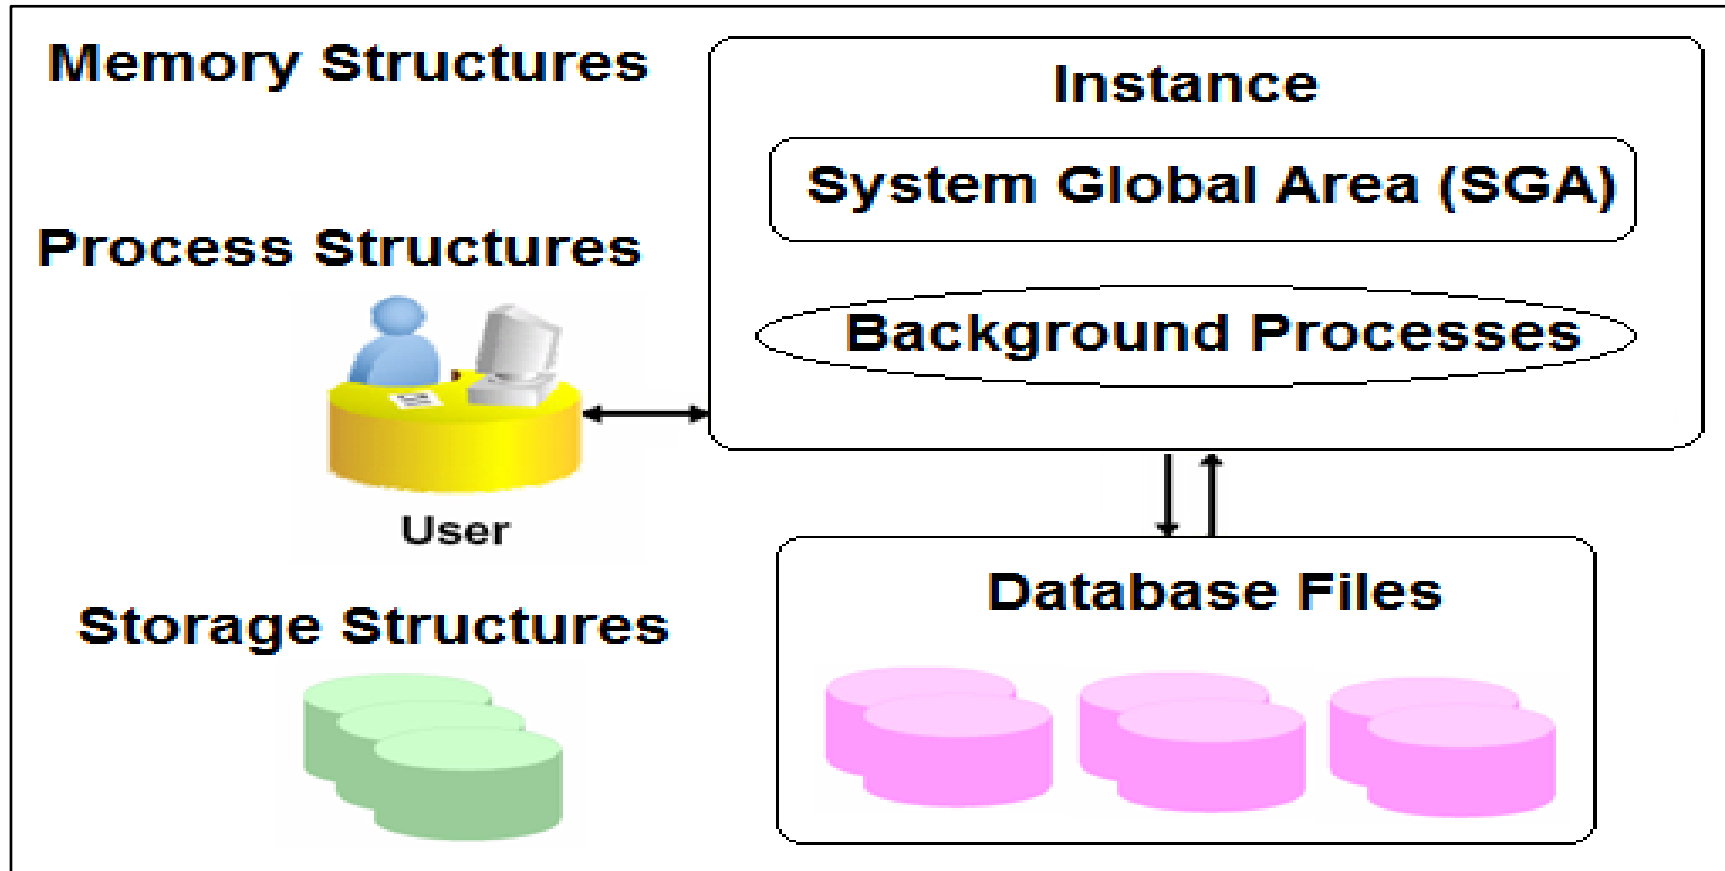 Memory Structures
Instance
System Global Area (SGA)
Process Structures
Background Processes
User
Database Files
Storage Structures